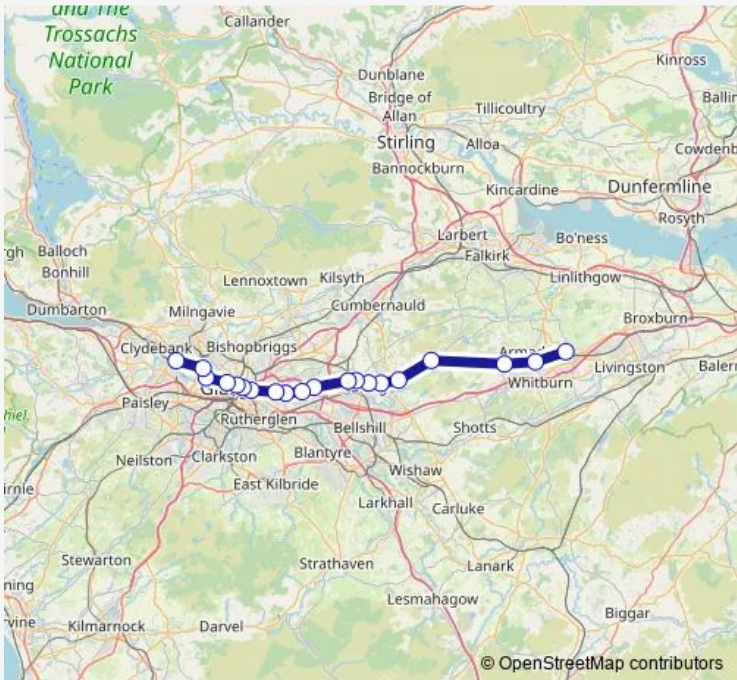 and The
Trossachs
National
Park
Callander
Kinross
Dunblane
Bridge of
Allan
Tillicoultry
Stirling
Alloa
Bannockburn
Kincardine
Dunfermline
Rosyth
Larbert
Bo'ness
Falkirk
Balloch
Bonhill
Linlithgow
Lennoxtown
Kilsyth
Cumbernauld
Dumbarton
Milngavie
Broxburn
Clydebank
Bishopbriggs
Livingston
Whitburn
Paisley
Rutherglen
Bellshill
Shotts
Neilston
Clarkston
Blantyre
Wishaw
East Kilbride
Larkhall
Carluke
Stewarton
Strathaven
Lanark
Lesmahagow
Biggar
Kilmarnock
Darvel
© OpenStreetMap contributors